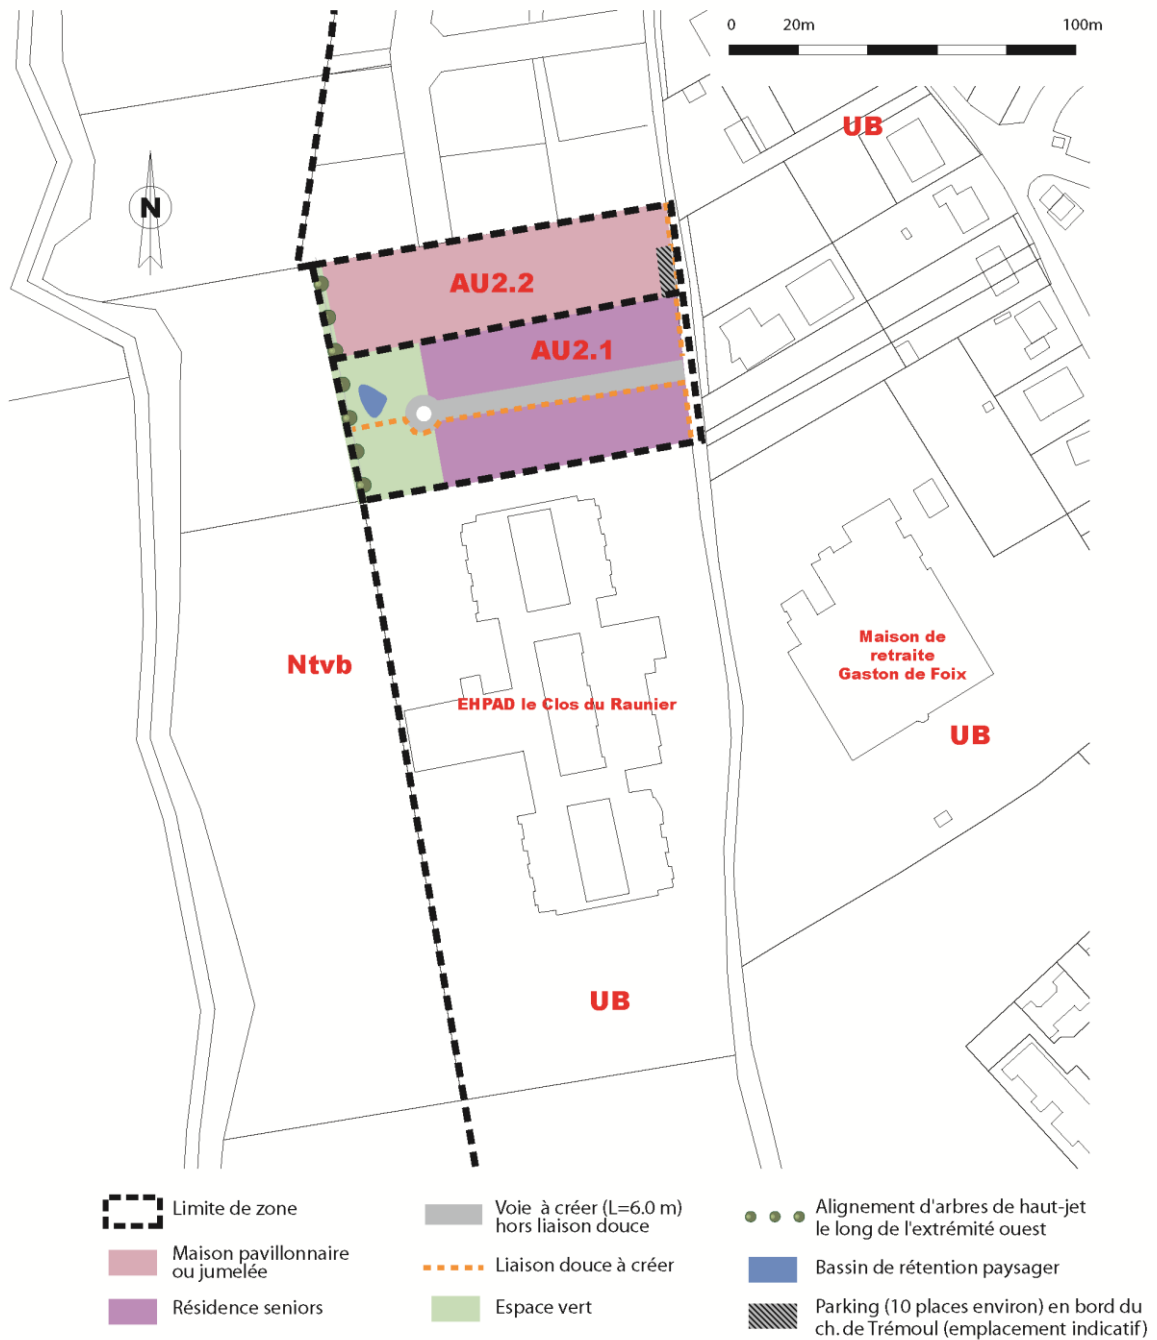 0 20m 100m
UB
N
AU2.2
AU2.1
Maison de
retraite
Gaston de Foix
Ntvb
EHPAD le Clos du Raunier
UB
UB
Limite de zone
Maison pavillonnaire
ou jumelée
Résidence seniors
Voie à créer (L=6.0 m)
hors liaison douce
Liaison douce à créer
Espace vert
Alignement d'arbres de haut-jet
le long de l'extrémité ouest
Bassin de rétention paysager
Parking (10 places environ) en bord du
ch. de Trémoul (emplacement indicatif)